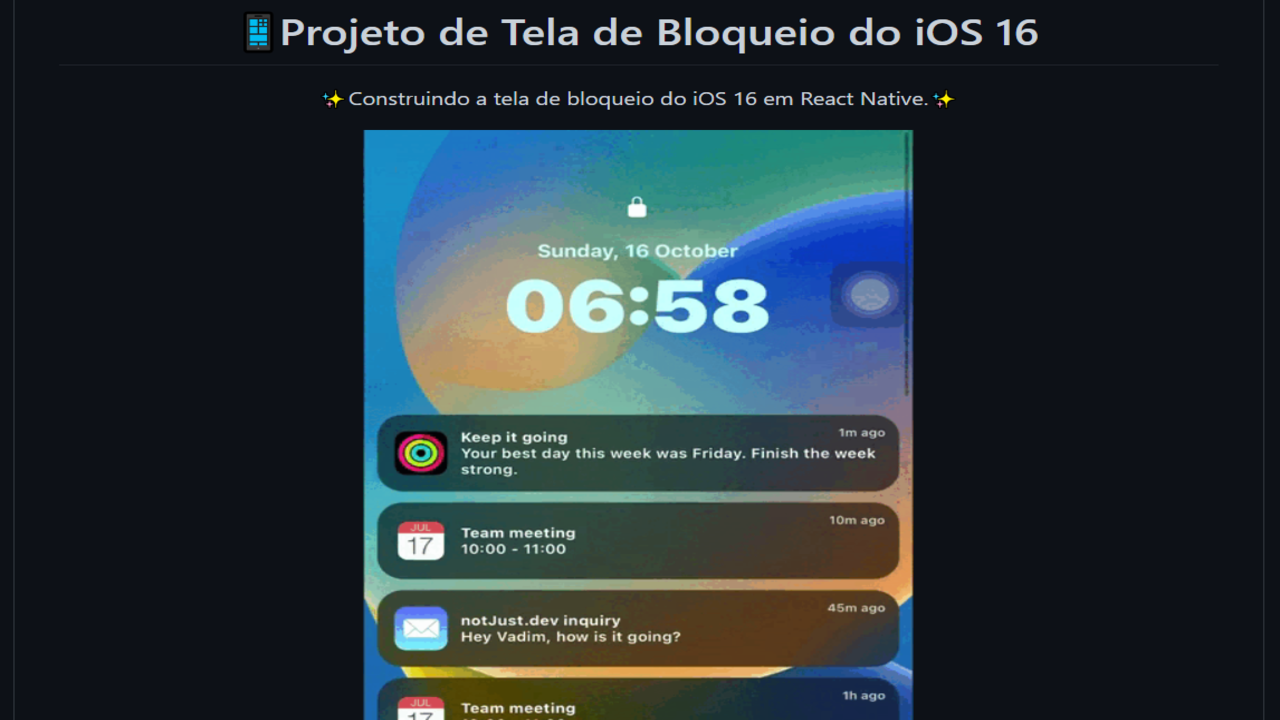 Projeto de Tela de Bloqueio do iOS 16
✨Construindo a tela de bloqueio do iOS 16 em React Native.✨
Sunday, 16 October
06:58
Keep it going
1m ago
Your best day this week was Friday. Finish the week
strong.
JUL
17
Team meeting
10m ago
10:00 - 11:00
notJust.dev inquiry
45m ago
Hey Vadim, how is it going?
JUL
17
Team meeting
1h ago